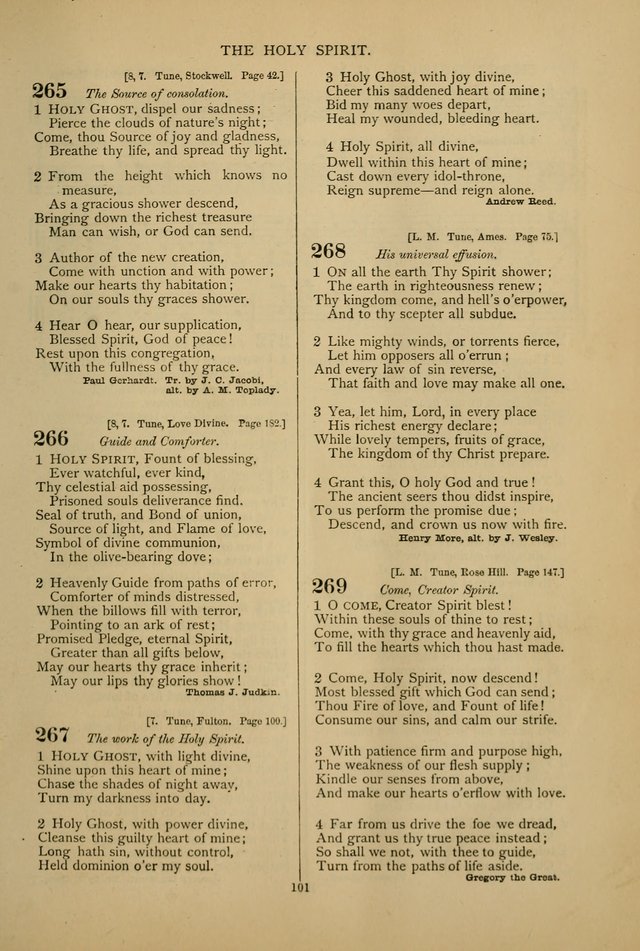 THE HOLY SPIRIT.
[8, 7. Tune, Stockwell. Page 42.]
265 The Source of consolation.
1 HOLY GHOST, dispel our sadness;
Pierce the clouds of nature's night;
Come, thou Source of joy and gladness,
Breathe thy life, and spread thy light.
2 From the height which knows no
measure,
As a gracious shower descend,
Bringing down the richest treasure
Man can wish, or God can send.
3 Author of the new creation,
Come with unction and with power;
Make our hearts thy habitation;
On our souls thy graces shower.
4 Hear O hear, our supplication,
Blessed Spirit, God of peace!
Rest upon this congregation,
With the fullness of thy grace.
Paul Gerhardt. Tr. by J. C. Jacobi,
alt. by A. M. Toplady.
[8, 7. Tune, Love Divine. Page 182.]
266 Guide and Comforter.
1 HOLY SPIRIT, Fount of blessing,
Ever watchful, ever kind,
Thy celestial aid possessing,
Prisoned souls deliverance find.
Seal of truth, and Bond of union,
Source of light, and Flame of love,
Symbol of divine communion,
In the olive-bearing dove;
2 Heavenly Guide from paths of error,
Comforter of minds distressed,
When the billows fill with terror,
Pointing to an ark of rest;
Promised Pledge, eternal Spirit,
Greater than all gifts below,
May our hearts thy grace inherit;
May our lips thy glories show!
Thomas J. Judkin.
[7. Tune, Fulton. Page 100.]
267 The work of the Holy Spirit.
1 HOLY GHOST, with light divine,
Shine upon this heart of mine;
Chase the shades of night away,
Turn my darkness into day.
2 Holy Ghost, with power divine,
Cleanse this guilty heart of mine;
Long hath sin, without control,
Held dominion o'er my soul.
3 Holy Ghost, with joy divine,
Cheer this saddened heart of mine;
Bid my many woes depart,
Heal my wounded, bleeding heart.
4 Holy Spirit, all divine,
Dwell within this heart of mine;
Cast down every idol-throne,
Reign supreme—and reign alone.
Andrew Reed.
[L. M. Tune, Ames. Page 75.]
268 His universal effusion.
1 ON all the earth Thy Spirit shower;
The earth in righteousness renew;
Thy kingdom come, and hell's o'erpower,
And to thy scepter all subdue.
2 Like mighty winds, or torrents fierce,
Let him opposers all o'errun;
And every law of sin reverse,
That faith and love may make all one.
3 Yea, let him, Lord, in every place
His richest energy declare;
While lovely tempers, fruits of grace,
The kingdom of thy Christ prepare.
4 Grant this, O holy God and true!
The ancient seers thou didst inspire,
To us perform the promise due;
Descend, and crown us now with fire.
Henry More, alt. by J. Wesley.
[L. M. Tune, Rose Hill. Page 147.]
269 Come, Creator Spirit.
1 O COME, Creator Spirit blest!
Within these souls of thine to rest;
Come, with thy grace and heavenly aid,
To fill the hearts which thou hast made.
2 Come, Holy Spirit, now descend!
Most blessed gift which God can send;
Thou Fire of love, and Fount of life!
Consume our sins, and calm our strife.
3 With patience firm and purpose high,
The weakness of our flesh supply;
Kindle our senses from above,
And make our hearts o'erflow with love.
4 Far from us drive the foe we dread,
And grant us thy true peace instead;
So shall we not, with thee to guide,
Turn from the paths of life aside.
Gregory the Great.
101